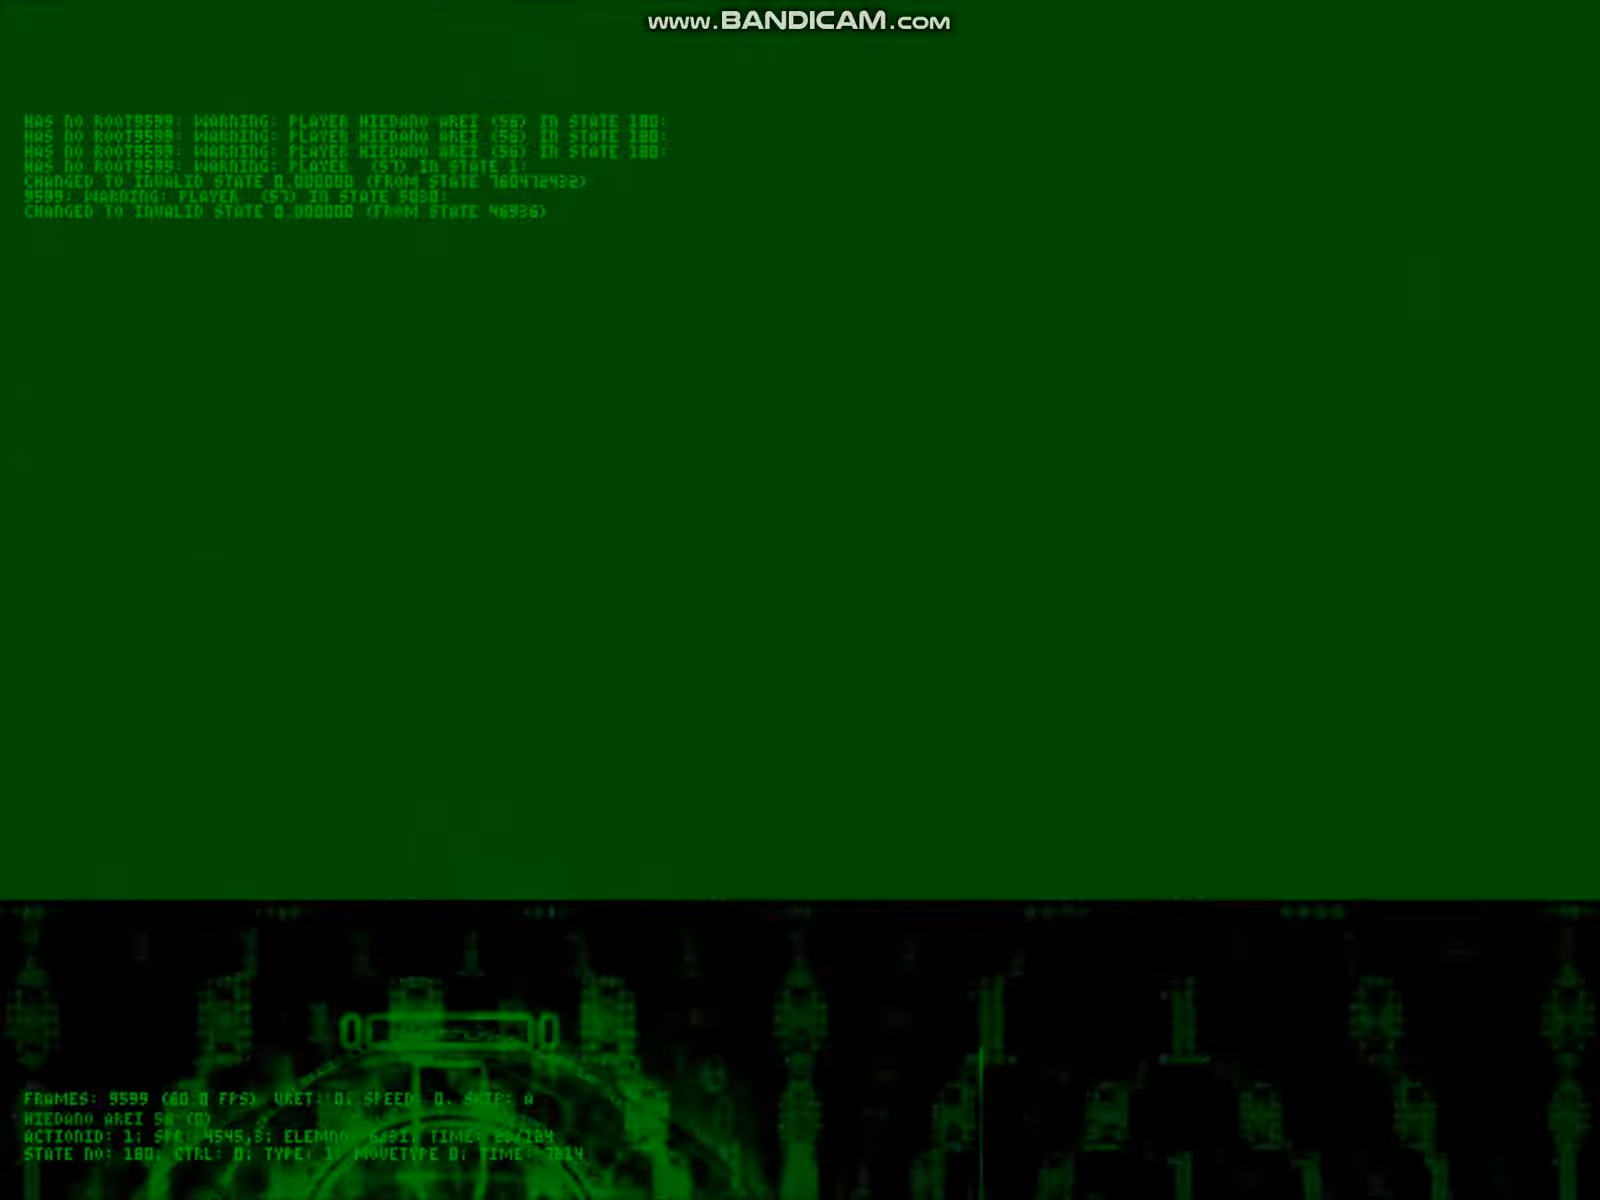 www.BANDICAM.com
HAS NO ROOT9599: WARNING: PLAYER HIEDANO AREI (56) IN STATE 180:
HAS NO ROOT9599: WARNING: PLAYER HIEDANO AREI (56) IN STATE 180:
HAS NO ROOT9599: WARNING: PLAYER HIEDANO AREI (56) IN STATE 180:
HAS NO ROOT9599: WARNING: PLAYER (57) IN STATE 1:
CHANGED TO INVALID STATE 0.000000 (FROM STATE 760472432)
9599: WARNING: PLAYER (57) IN STATE 5030:
CHANGED TO INVALID STATE 0.000000 (FROM STATE 46936)
FRAMES: 9599 (60.0 FPS) VRET: 0; SPEED: 0; SKIP: A
HIEDANO AREI 56 (0)
ACTIONID: 1; SPR: 4545,3; ELEMNO: 6/31; TIME:
STATE NO: 180; CTRL: 0; TYPE: 1; MOVETYPE 0; TIME: